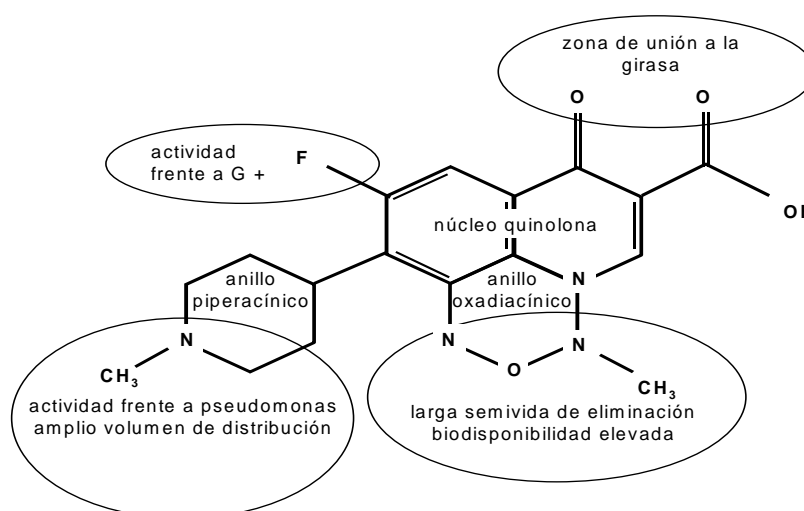 zona de unión a la
girasa
O O
actividad
frente a G +
F
núcleo quinolona
anillo
piperacínico
anillo
oxadiacínico
N
N
N
N
O
CH3
CH3
actividad frente a pseudomonas
amplio volumen de distribución
larga semivida de eliminación
biodisponibilidad elevada